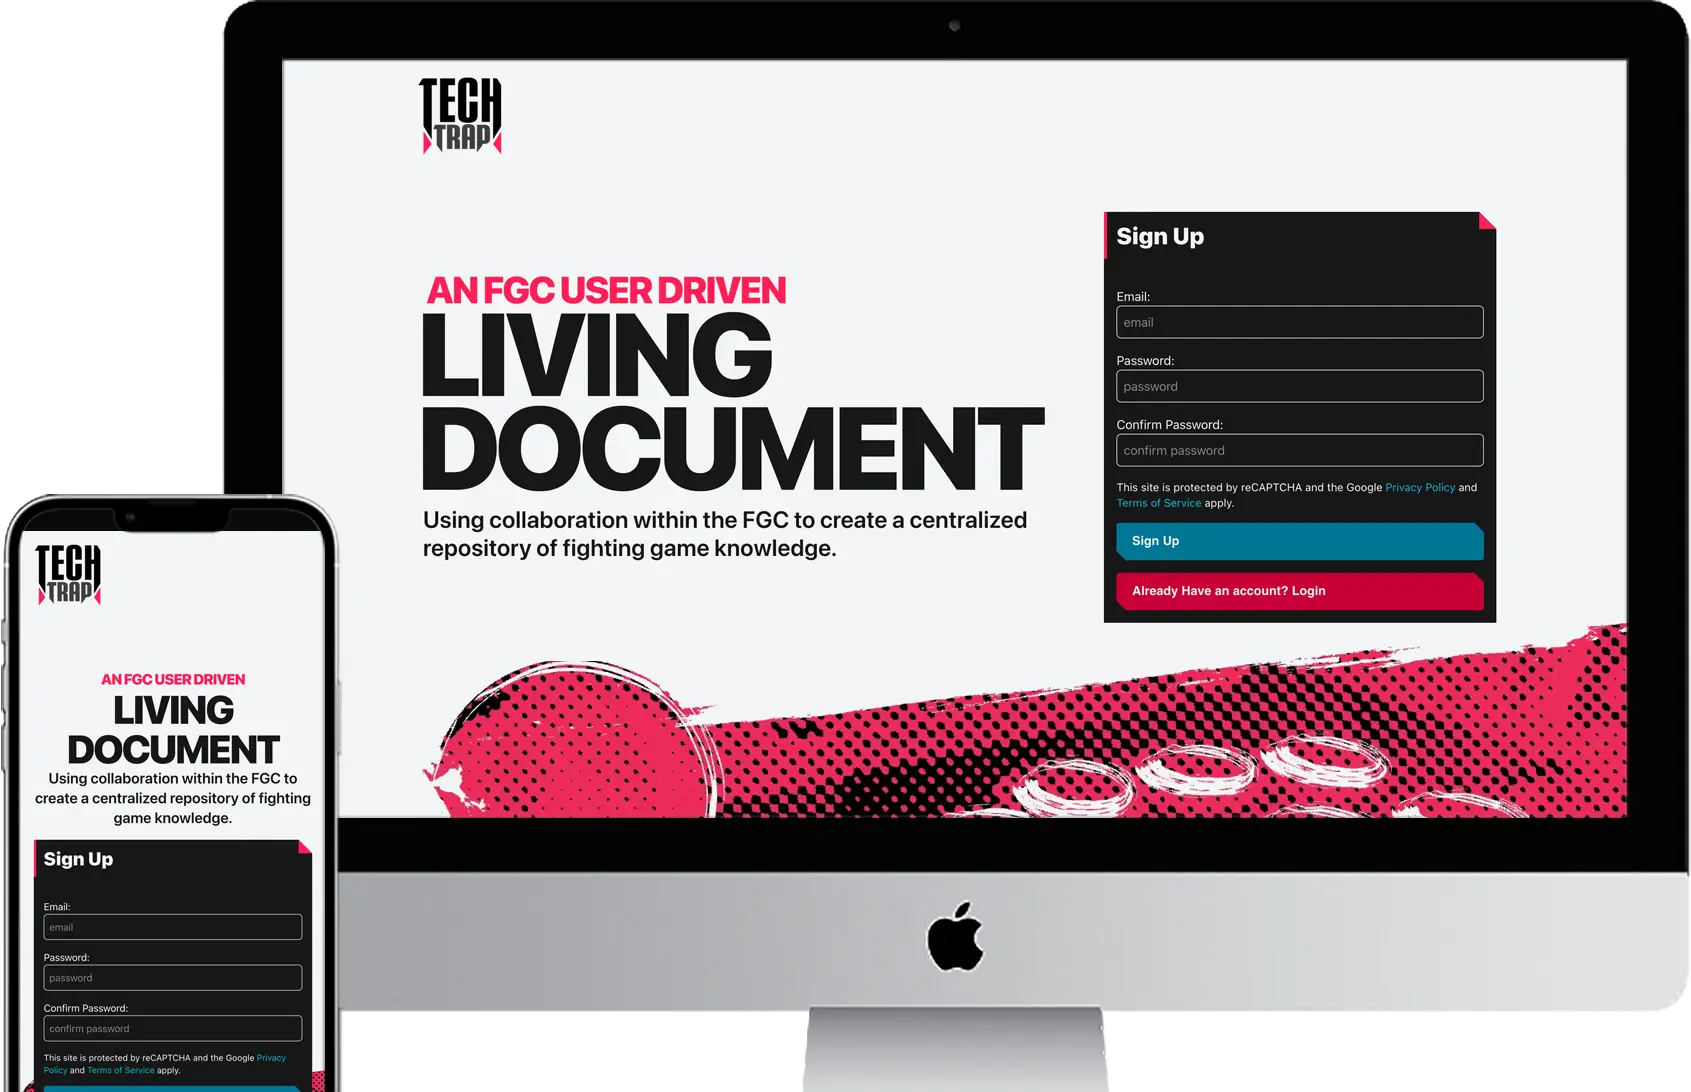 TECH
TRAP
AN FGC USER DRIVEN
LIVING
DOCUMENT
Using collaboration within the FGC to create a centralized
repository of fighting game knowledge.
Sign Up
Email:
email
Password:
password
Confirm Password:
confirm password
This site is protected by reCAPTCHA and the Google Privacy Policy and
Terms of Service apply.
Sign Up
Already Have an account? Login
TECH
TRAP
AN FGC USER DRIVEN
LIVING
DOCUMENT
Using collaboration within the FGC to
create a centralized repository of fighting
game knowledge.
Sign Up
Email:
email
Password:
password
Confirm Password:
confirm password
This site is protected by reCAPTCHA and the Google Privacy
Policy and Terms of Service apply.